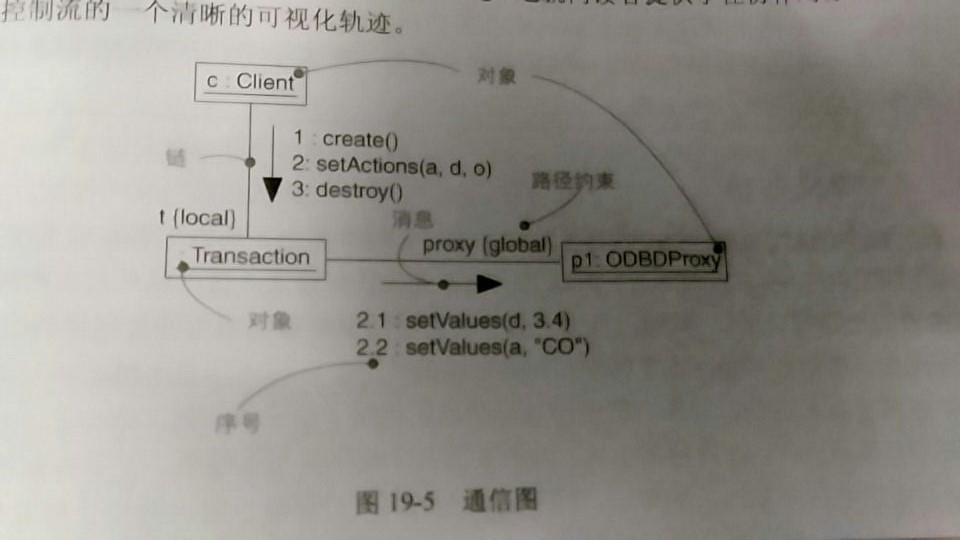 控制流的一个清晰的可视化轨迹。
c : Client
对象
1 : create()
2: setActions(a, d, o)
3: destroy()
链
路径约束
t {local}
消息
proxy {global}
: Transaction
p1: ODBDProxy
对象
2.1 : setValues(d, 3.4)
2.2 : setValues(a, "CO")
序号
图 19-5 通信图